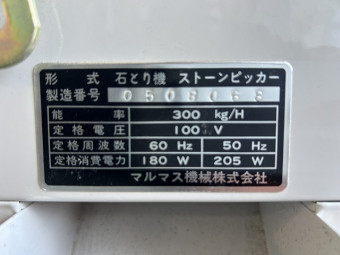 形式 石とり機 ストーンピッカー
製造番号 0508068
能率 300 kg/H
定格電圧 100 V
定格周波数 60 Hz 50 Hz
定格消費電力 180 W 205 W
マルマス機械株式会社